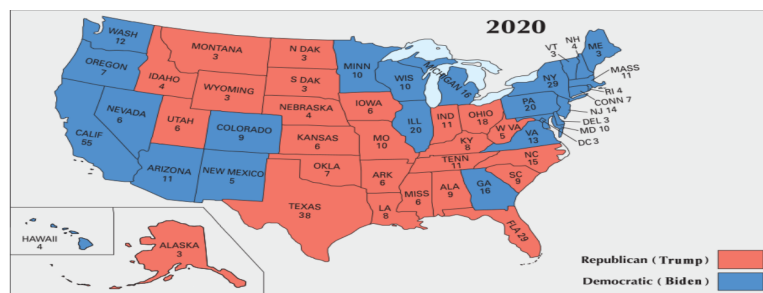 2020
WASH
12
OREGON
7
CALIF
55
NEVADA
6
IDAHO
4
MONTANA
3
WYOMING
3
UTAH
6
ARIZONA
11
COLORADO
9
NEW MEXICO
5
N DAK
3
S DAK
3
NEBRASKA
4
KANSAS
6
OKLA
7
TEXAS
38
MINN
10
IOWA
6
MO
10
ARK
6
LA
8
WIS
10
ILL
20
16
IND
11
OHIO
18
KY
8
TENN
11
MISS
6
ALA
9
GA
16
FLA 29
SC
9
NC
15
VA
13
W VA
5
PA
20
NY
29
VT
3
NH
4
ME
3
MASS
11
RI 4
CONN 7
NJ 14
DEL 3
MD 10
DC 3
HAWAII
4
ALASKA
3
Republican (Trump)
Democratic (Biden)